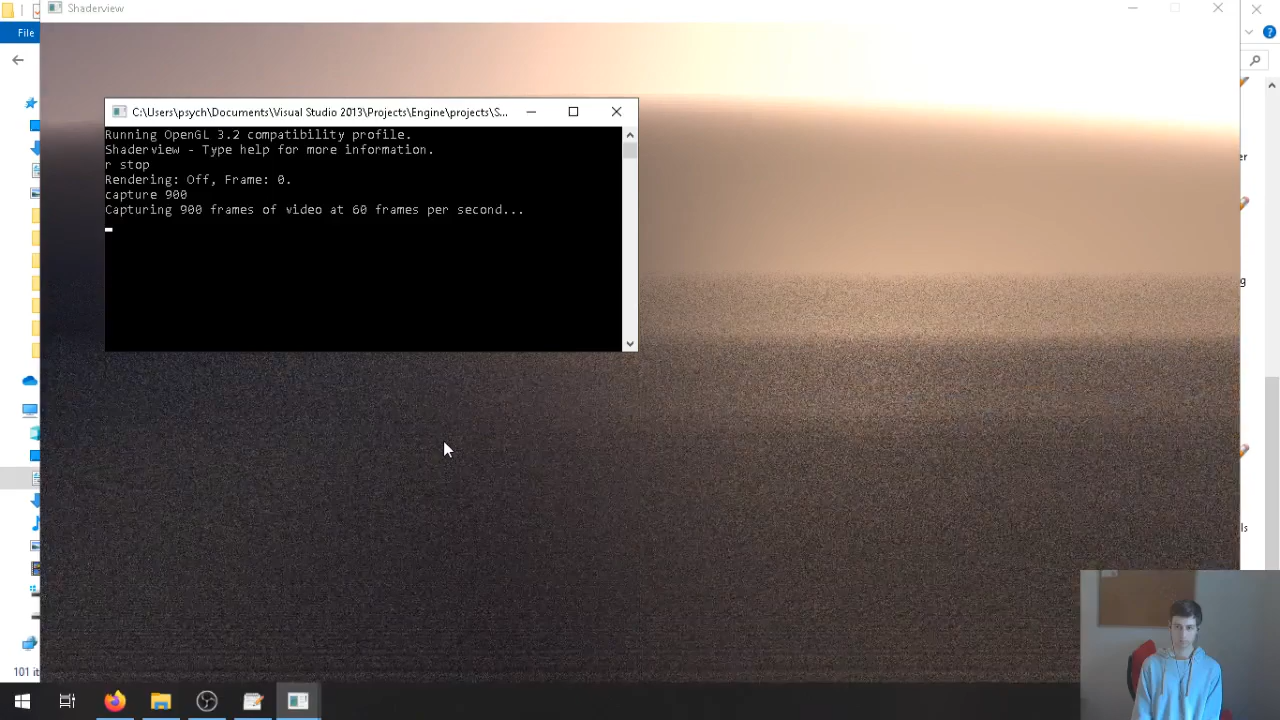 Shaderview
File
C:\Users\psych\Documents\Visual Studio 2013\Projects\Engine\projects\S...
Running OpenGL 3.2 compatibility profile.
Shaderview - Type help for more information.
r stop
Rendering: Off, Frame: 0.
capture 900
Capturing 900 frames of video at 60 frames per second...
er
g
ls
101 it